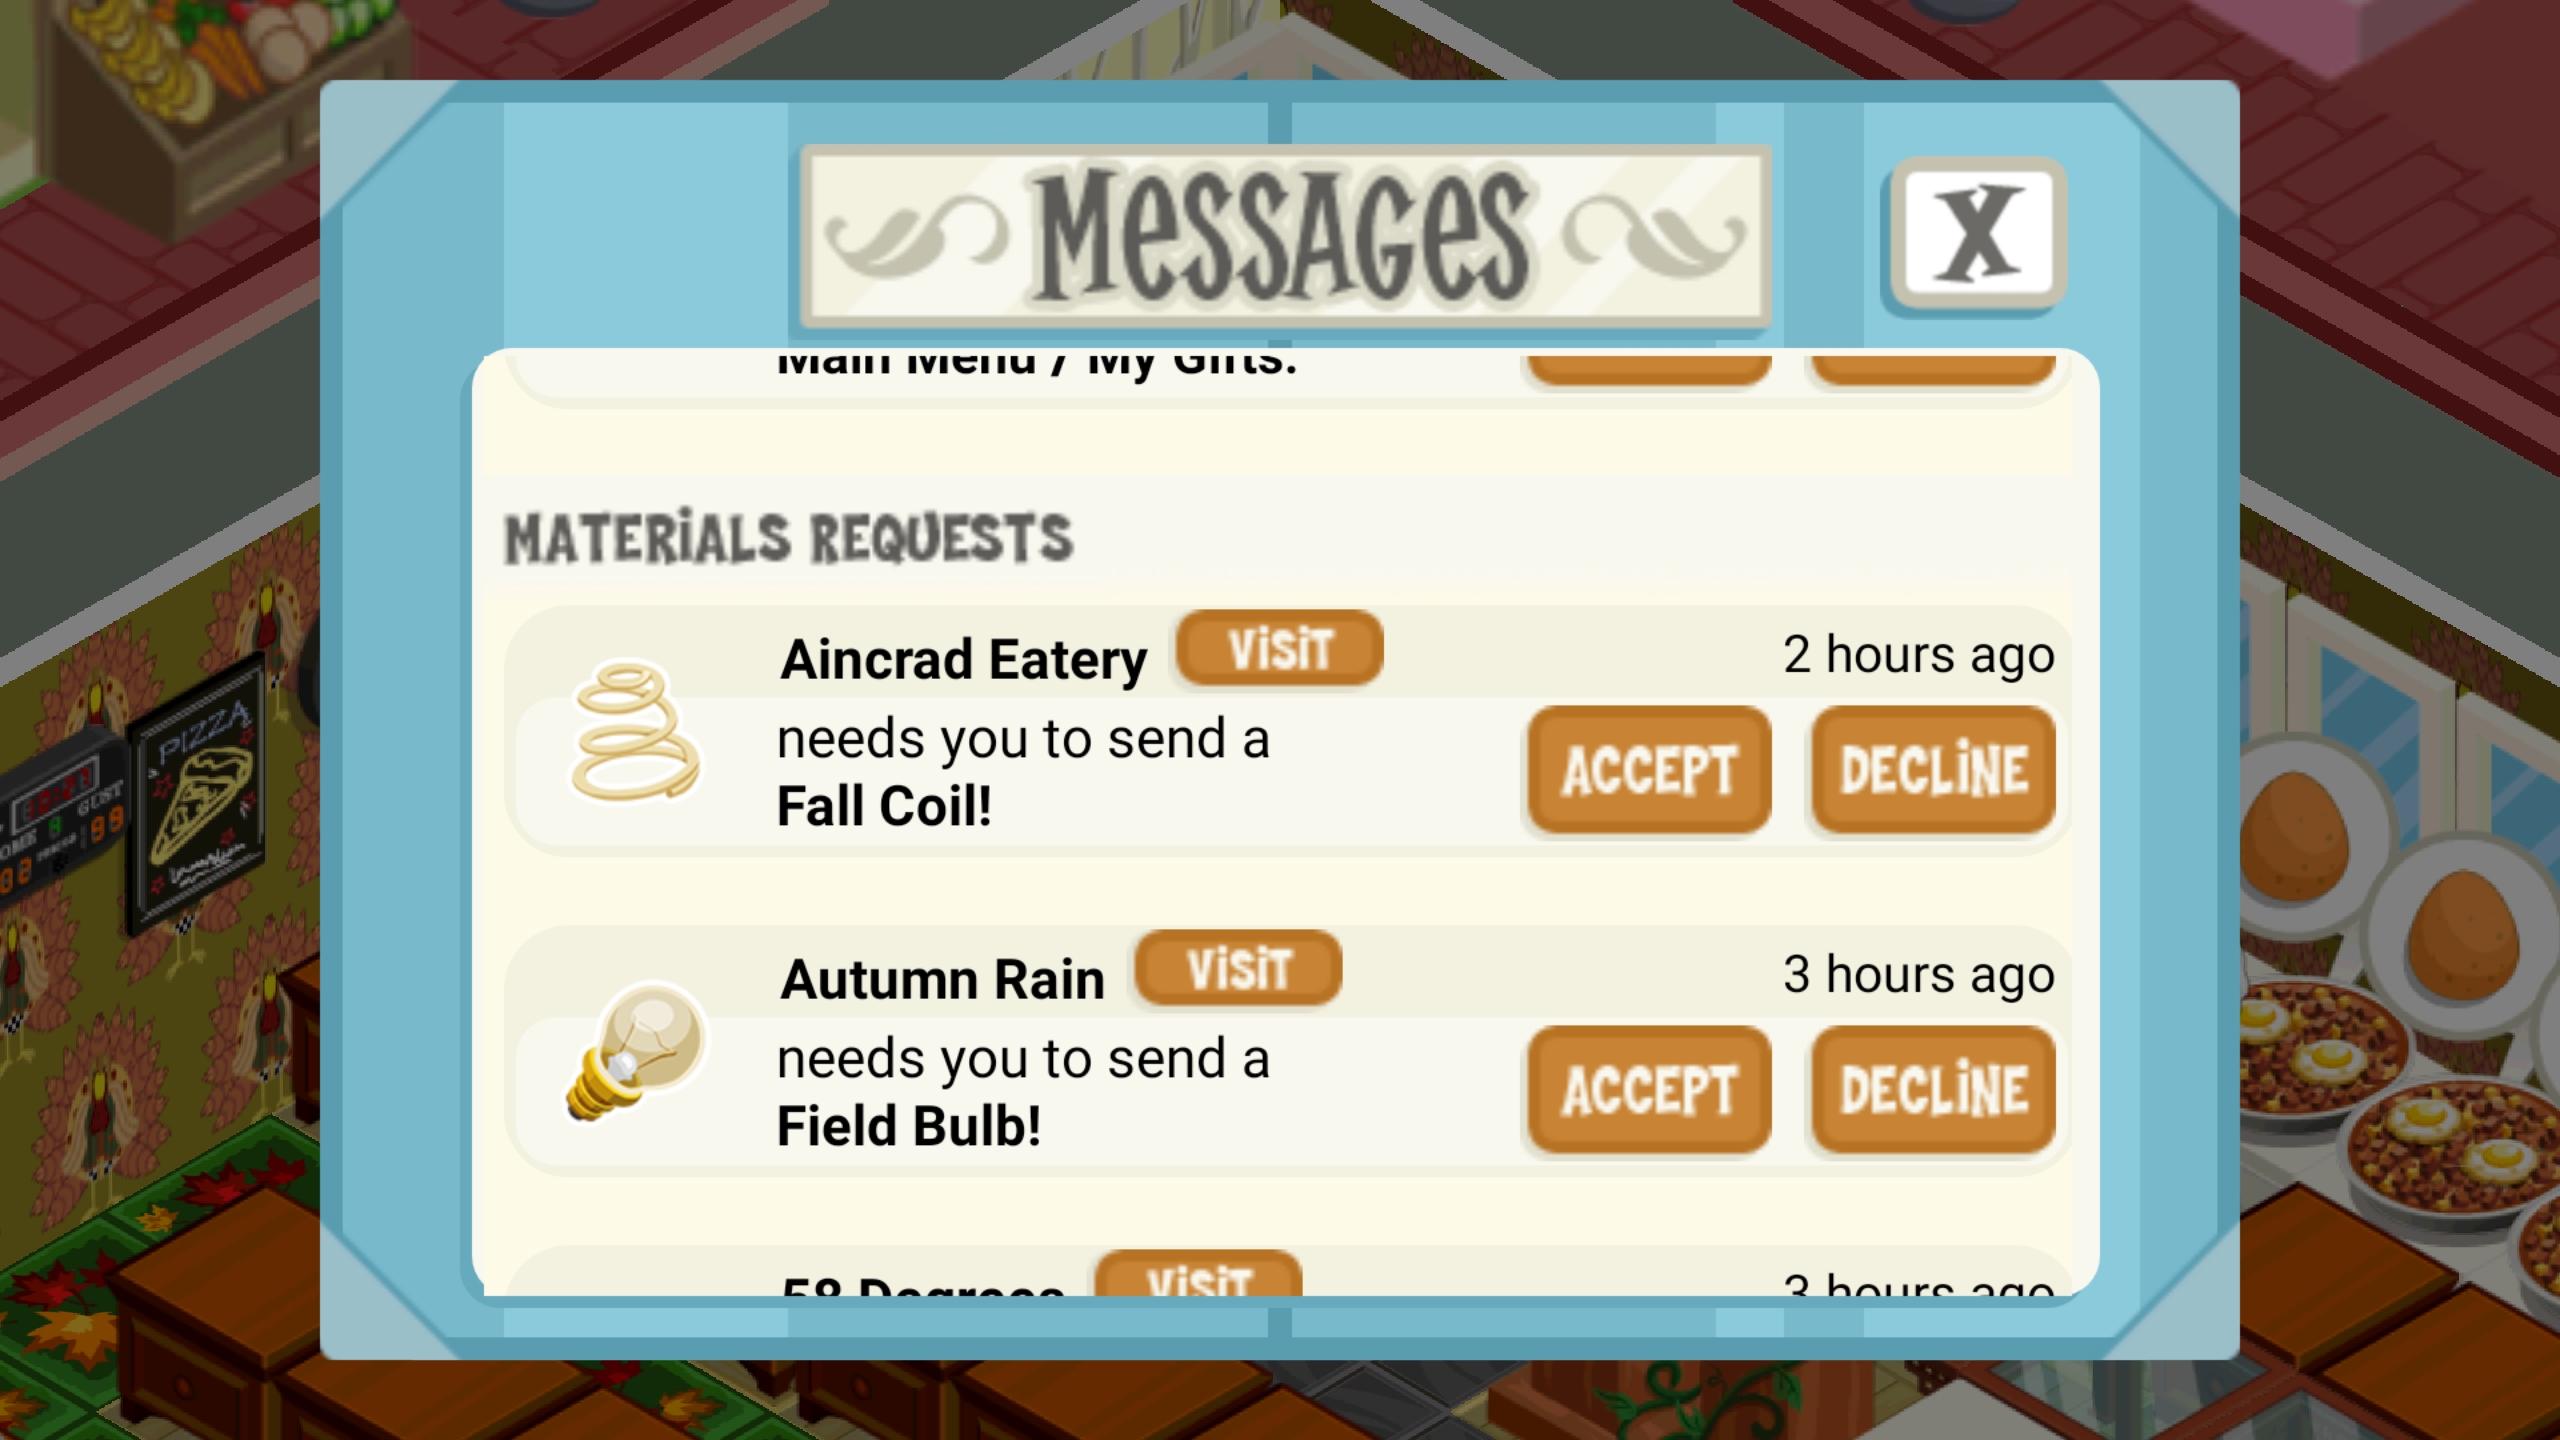 MESSAGES
X
Main Menu / My Gifts.
MATERIALS REQUESTS
Aincrad Eatery VISIT 2 hours ago
needs you to send a
Fall Coil!
ACCEPT DECLINE
Autumn Rain VISIT 3 hours ago
needs you to send a
Field Bulb!
ACCEPT DECLINE
58 Degrees VISIT 3 hours ago
PIZZA
GUST